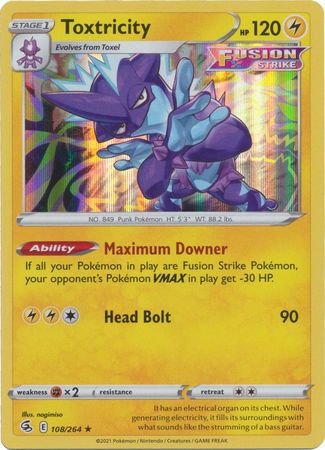 STAGE 1
Toxtricity
HP 120
Evolves from Toxel
FUSION
STRIKE
NO. 849 Punk Pokémon HT: 5'3" WT: 88.2 lbs.
Ability Maximum Downer
If all your Pokémon in play are Fusion Strike Pokémon,
your opponent's Pokémon VMAX in play get -30 HP.
Head Bolt 90
weakness ×2 resistance retreat
Illus. nagimiso
It has an electrical organ on its chest. While
generating electricity, it fills its surroundings
with what sounds like the strumming of a bass guitar.
E 108/264 ★
©2021 Pokémon / Nintendo / Creatures / GAME FREAK